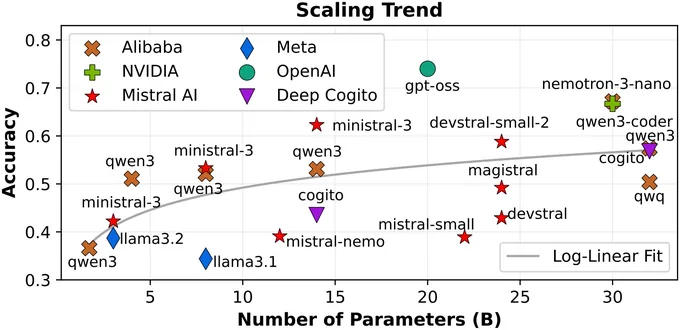 Scaling Trend
Accuracy
0.8
0.7
0.6
0.5
0.4
0.3
Alibaba
NVIDIA
Mistral AI
Meta
OpenAI
Deep Cogito
gpt-oss
nemotron-3-nano
qwen3-coder
ministral-3
devstral-small-2
qwen3
cogito
ministral-3
qwen3
qwen3
magistral
qwen3
cogito
qwq
ministral-3
devstral
mistral-small
llama3.2
mistral-nemo
qwen3
llama3.1
Log-Linear Fit
5
10
15
20
25
30
Number of Parameters (B)